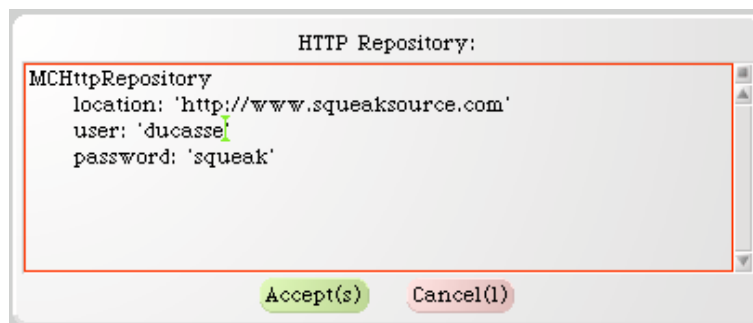 HTTP Repository:
MCHttpRepository
location: 'http://www.squeaksource.com'
user: 'ducasse'
password: 'squeak'
Accept(s) Cancel(l)